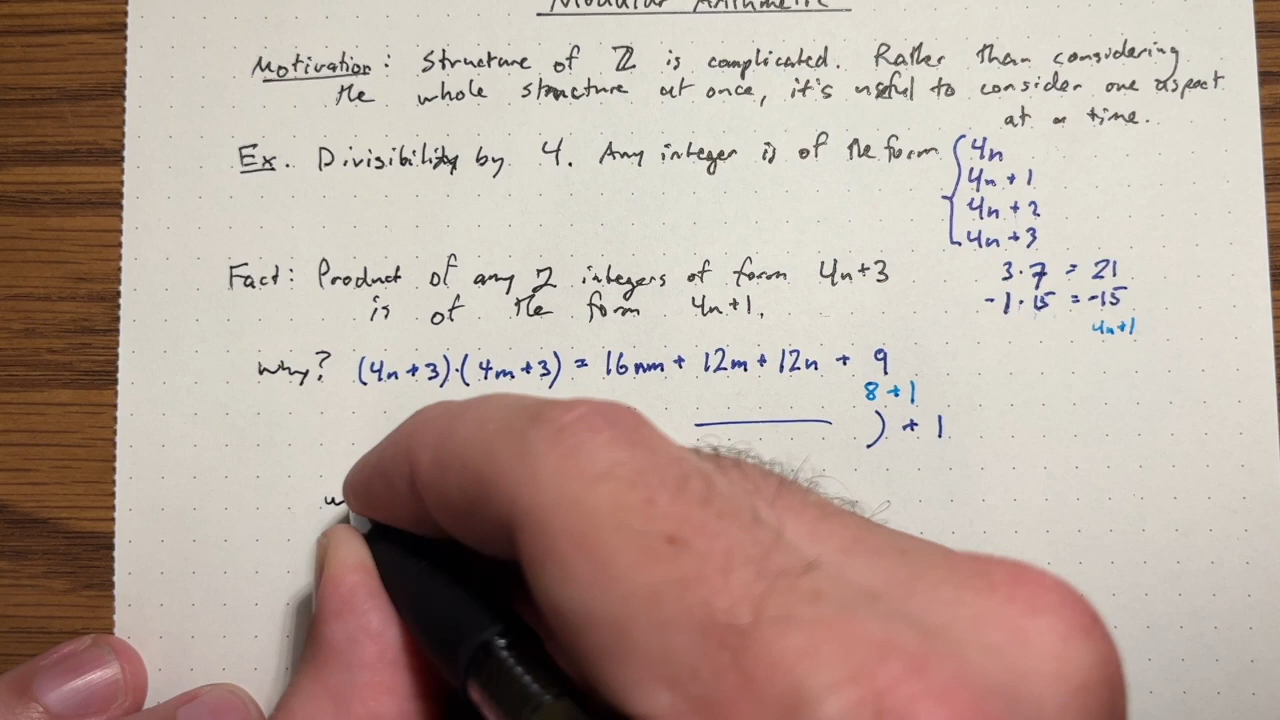 Modular Arithmetic
Motivation: Structure of ℤ is complicated. Rather than considering
the whole structure at once, it's useful to consider one aspect
at a time.
Ex. Divisibility by 4. Any integer is of the form { 4n
4n + 1
4n + 2
4n + 3
Fact: Product of any 2 integers of form 4n+3
is of the form 4n+1.
3·7 = 21
-1·15 = -15
4n+1
Why? (4n+3)·(4m+3) = 16nm + 12m + 12n + 9
8 + 1
) + 1